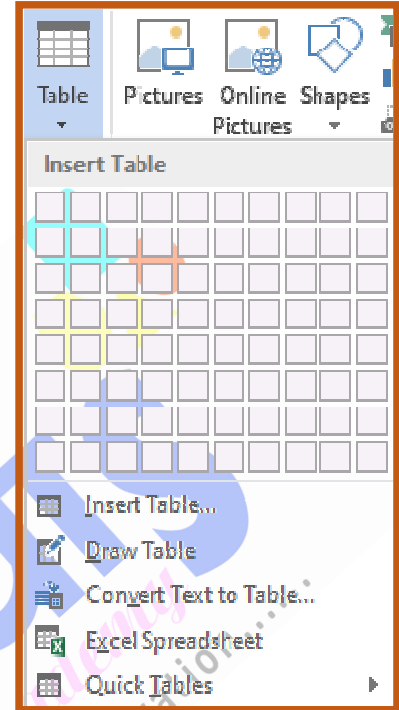 Table Pictures Online Shapes
Pictures
Insert Table
Insert Table...
Draw Table
Convert Text to Table...
Excel Spreadsheet
Quick Tables